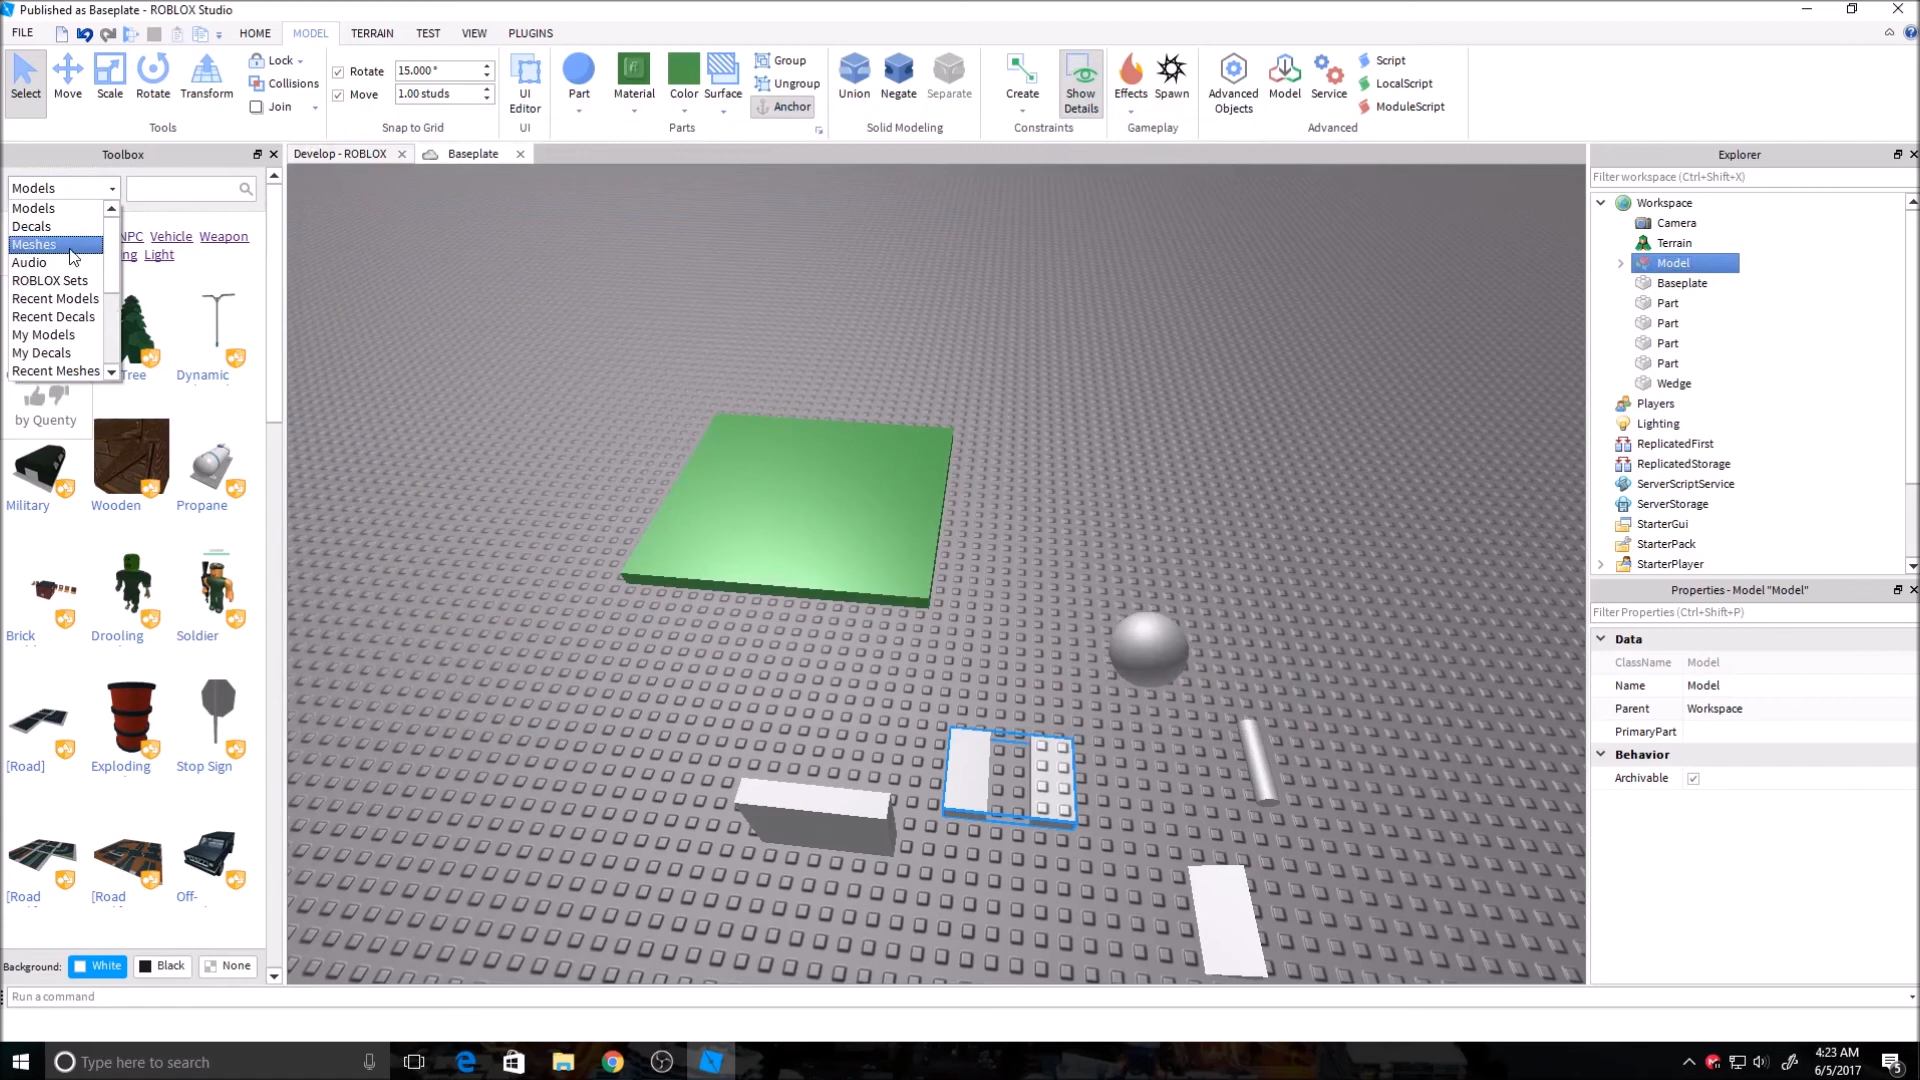 Published as Baseplate - ROBLOX Studio
FILE HOME MODEL TERRAIN TEST VIEW PLUGINS
Select Move Scale Rotate Transform
Lock
Collisions
Join
Tools
Rotate 15.000 °
Move 1.00 studs
Snap to Grid
UI
Editor
UI
Part Material Color Surface
Group
Ungroup
Anchor
Parts
Union Negate Separate
Solid Modeling
Create Show
Details
Constraints
Effects Spawn
Gameplay
Advanced
Objects
Model Service
Script
LocalScript
ModuleScript
Advanced
Toolbox
Models
Models
Decals
Meshes
Audio
ROBLOX Sets
Recent Models
Recent Decals
My Models
My Decals
Recent Meshes
NPC Vehicle Weapon
ng Light
Tree Dynamic
by Quenty
Military Wooden Propane
Brick Drooling Soldier
[Road] Exploding Stop Sign
[Road [Road Off-
Background: White Black None
Develop - ROBLOX Baseplate
Explorer
Filter workspace (Ctrl+Shift+X)
Workspace
Camera
Terrain
Model
Baseplate
Part
Part
Part
Part
Wedge
Players
Lighting
ReplicatedFirst
ReplicatedStorage
ServerScriptService
ServerStorage
StarterGui
StarterPack
StarterPlayer
Properties - Model "Model"
Filter Properties (Ctrl+Shift+P)
Data
ClassName Model
Name Model
Parent Workspace
PrimaryPart
Behavior
Archivable
Run a command
Type here to search
4:23 AM
6/5/2017
5